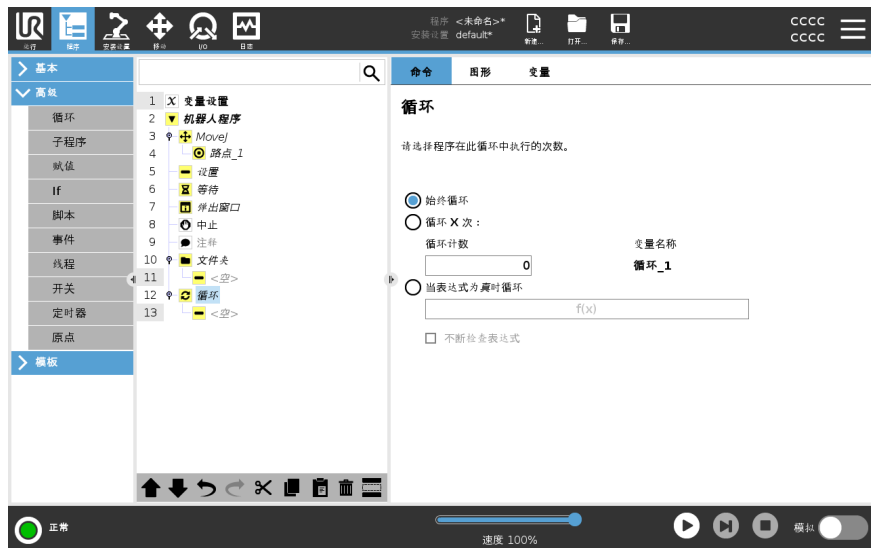 UR
运行
程序
安装设置
移动
I/O
日志
程序 <未命名>*
安装设置 default*
新建...
打开...
保存...
CCCC
CCCC
基本
高级
循环
子程序
赋值
If
脚本
事件
线程
开关
定时器
原点
模板
1 X 变量设置
2 机器人程序
3 MoveJ
4 路点_1
5 设置
6 等待
7 弹出窗口
8 中止
9 注释
10 文件夹
11 <空>
12 循环
13 <空>
命令 图形 变量
循环
请选择程序在此循环中执行的次数。
始终循环
循环 X 次：
循环计数 变量名称
0 循环_1
当表达式为真时循环
f(x)
不断检查表达式
正常
速度 100%
模拟